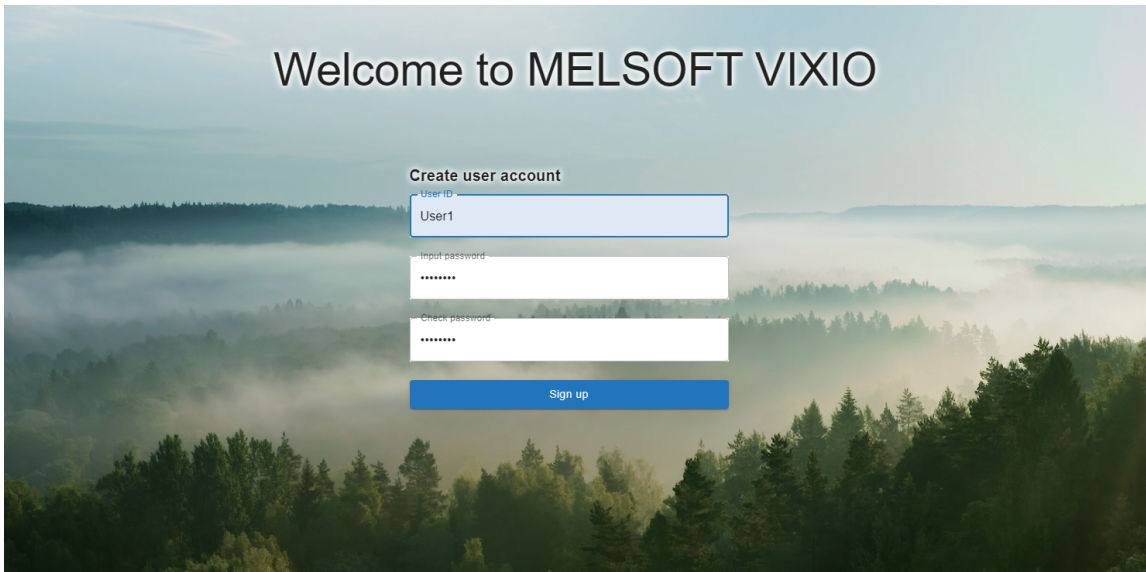 Welcome to MELSOFT VIXIO
Create user account
User ID
User1
Input password
••••••••
Check password
••••••••
Sign up